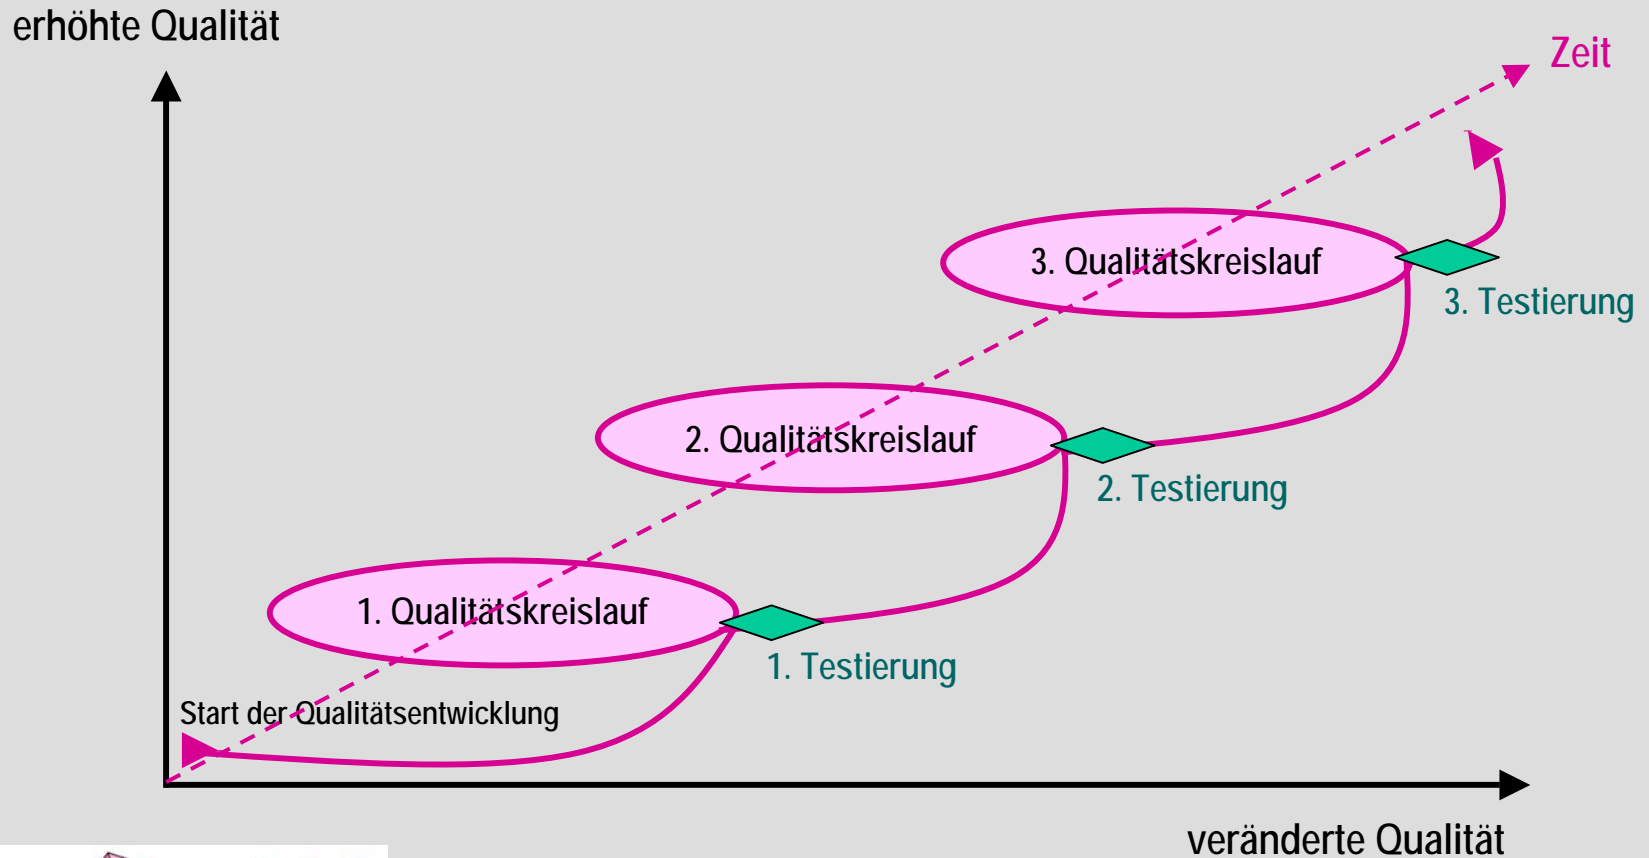 erhöhte Qualität
Zeit
3. Qualitätskreislauf
3. Testierung
2. Qualitätskreislauf
2. Testierung
1. Qualitätskreislauf
1. Testierung
Start der Qualitätsentwicklung
veränderte Qualität